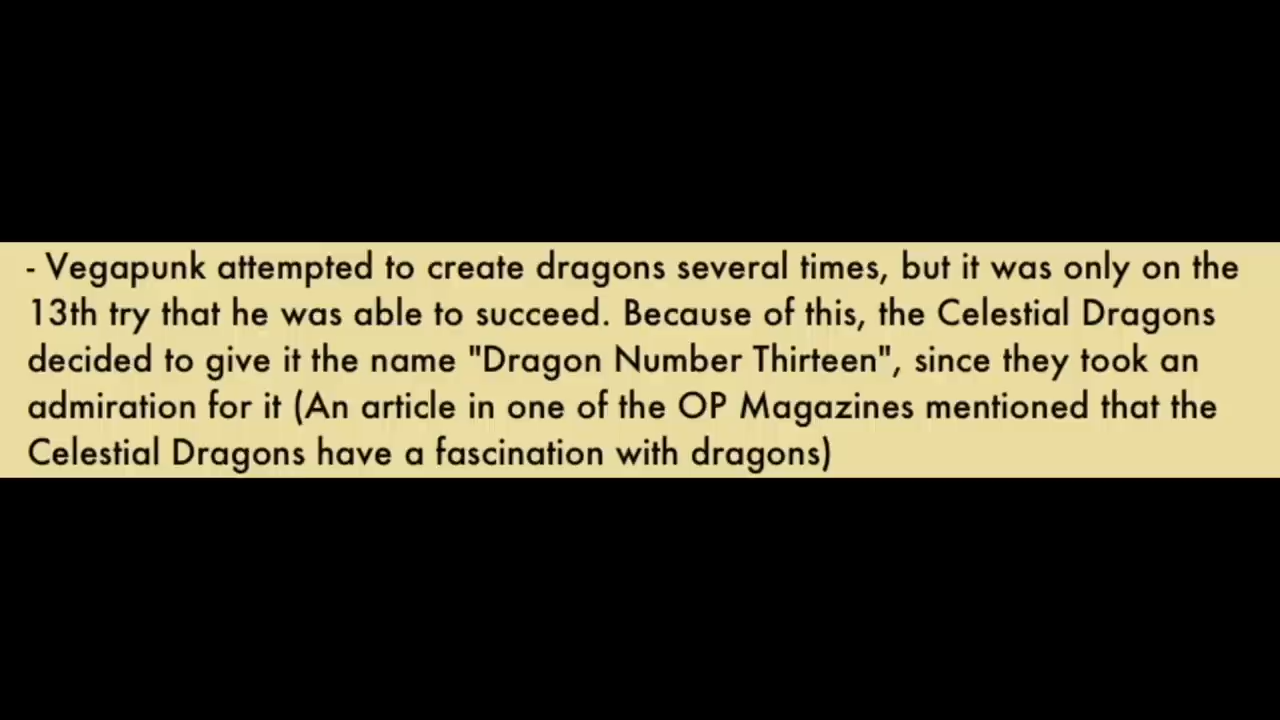 - Vegapunk attempted to create dragons several times, but it was only on the
13th try that he was able to succeed. Because of this, the Celestial Dragons
decided to give it the name "Dragon Number Thirteen", since they took an
admiration for it (An article in one of the OP Magazines mentioned that the
Celestial Dragons have a fascination with dragons)